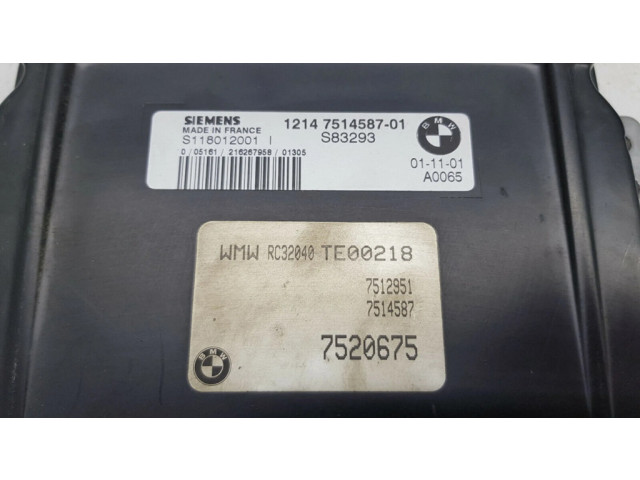 SIEMENS
MADE IN FRANCE
S118012001 I
0 / 05161 / 216267958 / 01305
1214 7514587-01
S83293
BMW
01-11-01
A0065
WMW RC32040 TE00218
7512951
7514587
7520675
BMW